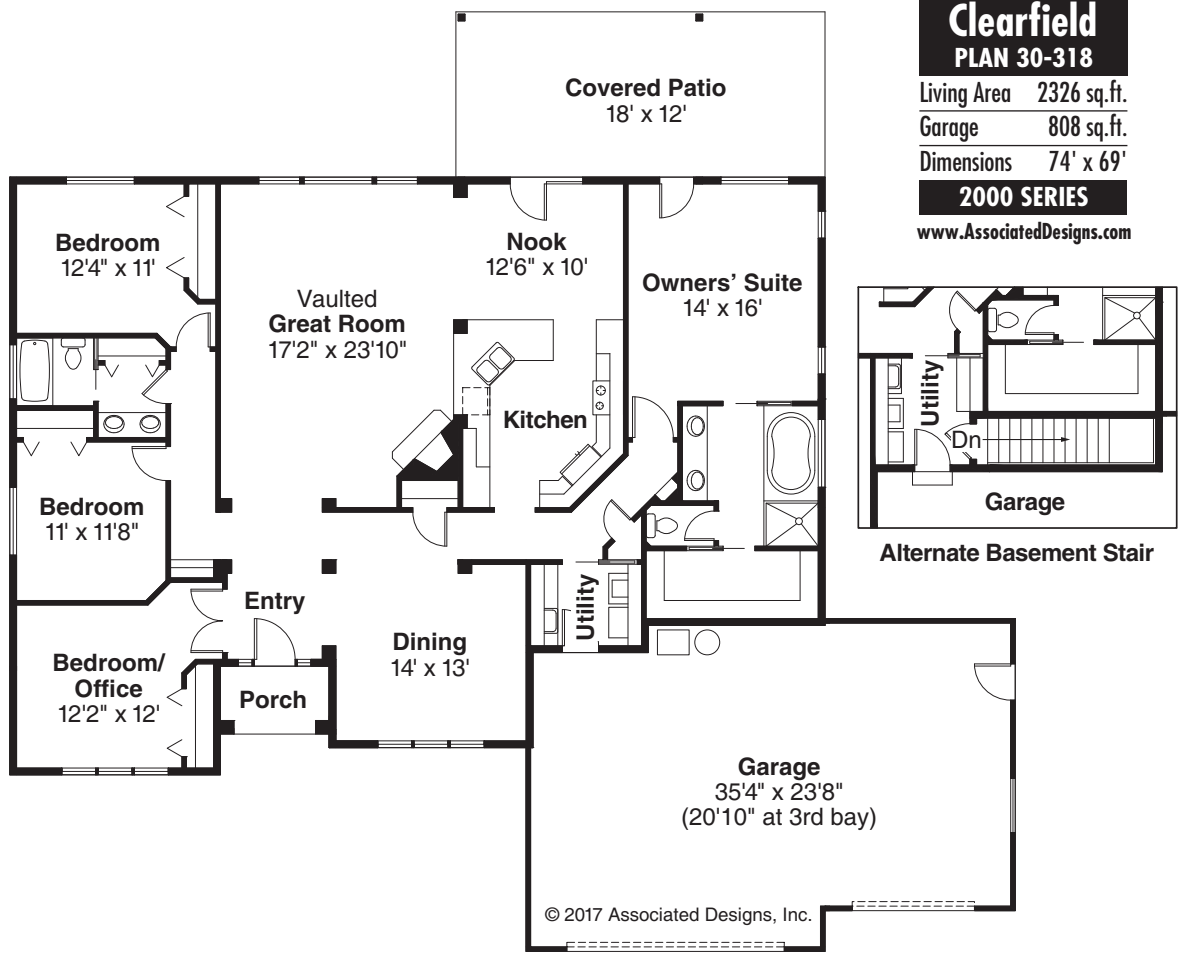 Clearfield
PLAN 30-318
Living Area 2326 sq.ft.
Garage 808 sq.ft.
Dimensions 74' x 69'
2000 SERIES
www.AssociatedDesigns.com
Covered Patio
18' x 12'
Bedroom
12'4" x 11'
Vaulted
Great Room
17'2" x 23'10"
Nook
12'6" x 10'
Owners' Suite
14' x 16'
Kitchen
Bedroom
11' x 11'8"
Utility
Dn
Garage
Alternate Basement Stair
Entry
Utility
Dining
14' x 13'
Bedroom/
Office
12'2" x 12'
Porch
Garage
35'4" x 23'8"
(20'10" at 3rd bay)
© 2017 Associated Designs, Inc.